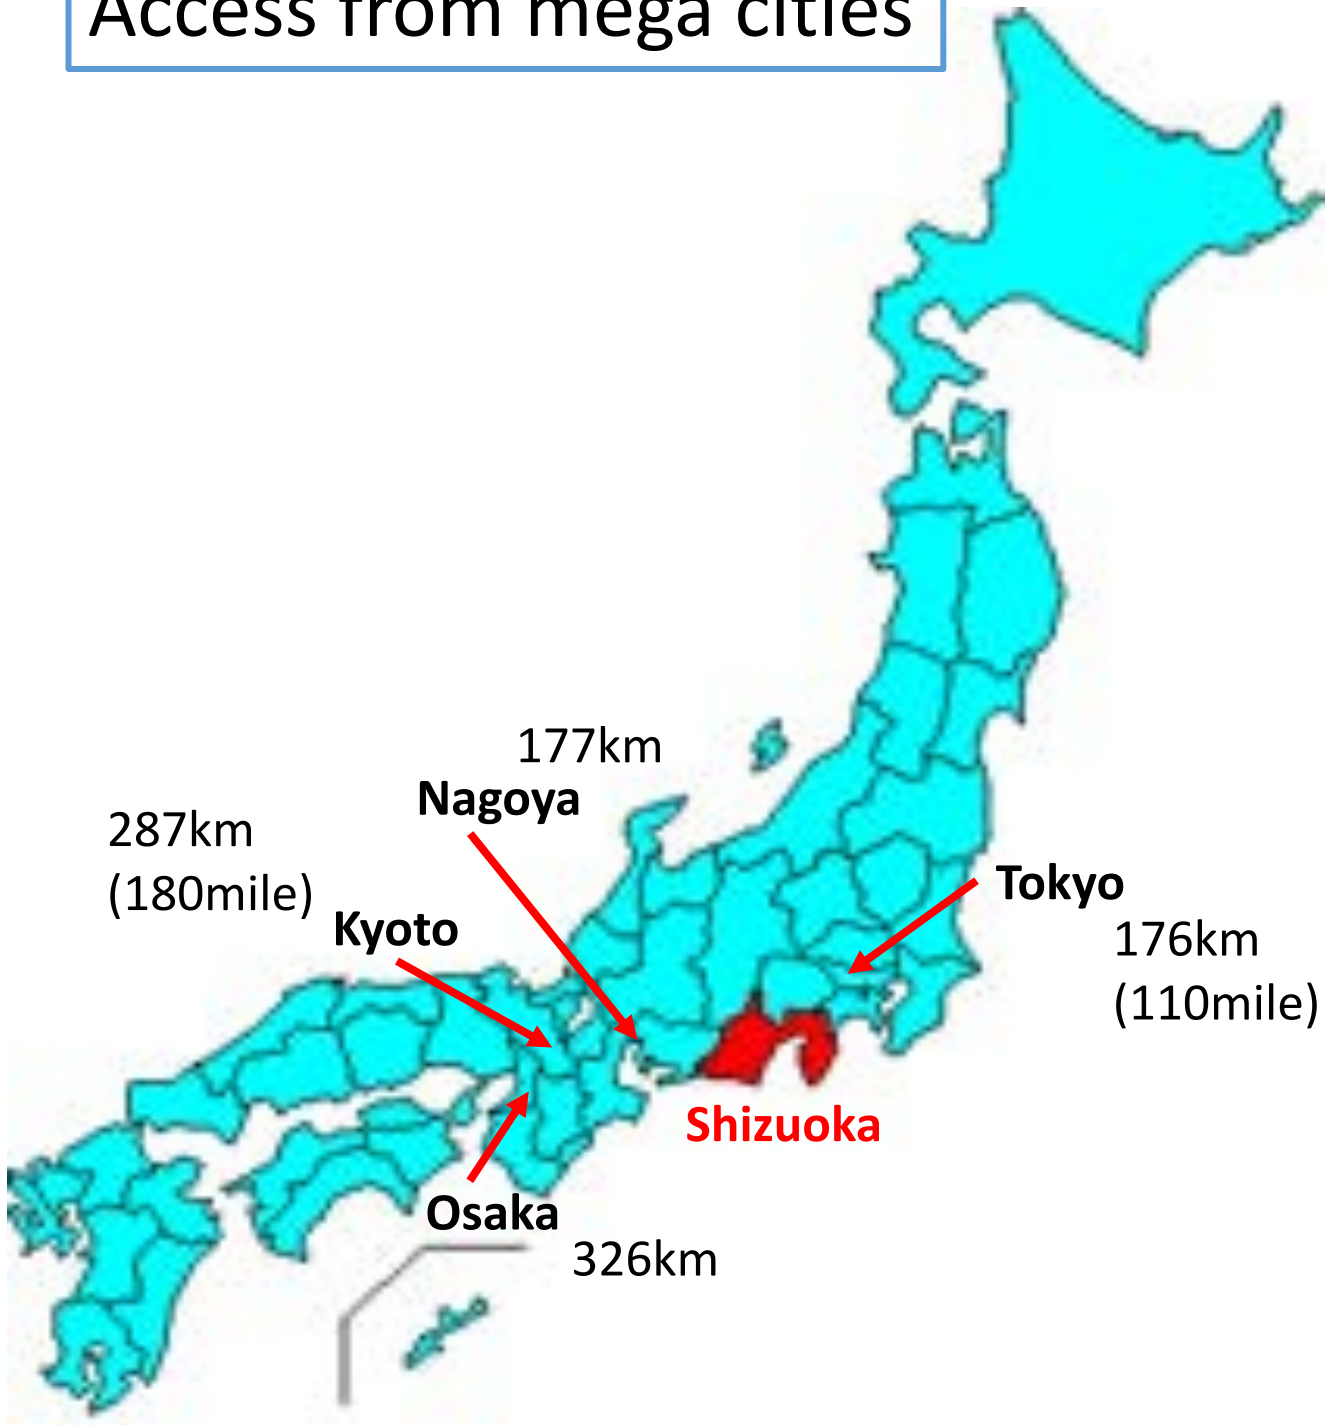 Access from mega cities
177km
Nagoya
287km
(180mile)
Kyoto
Tokyo
176km
(110mile)
Shizuoka
Osaka
326km